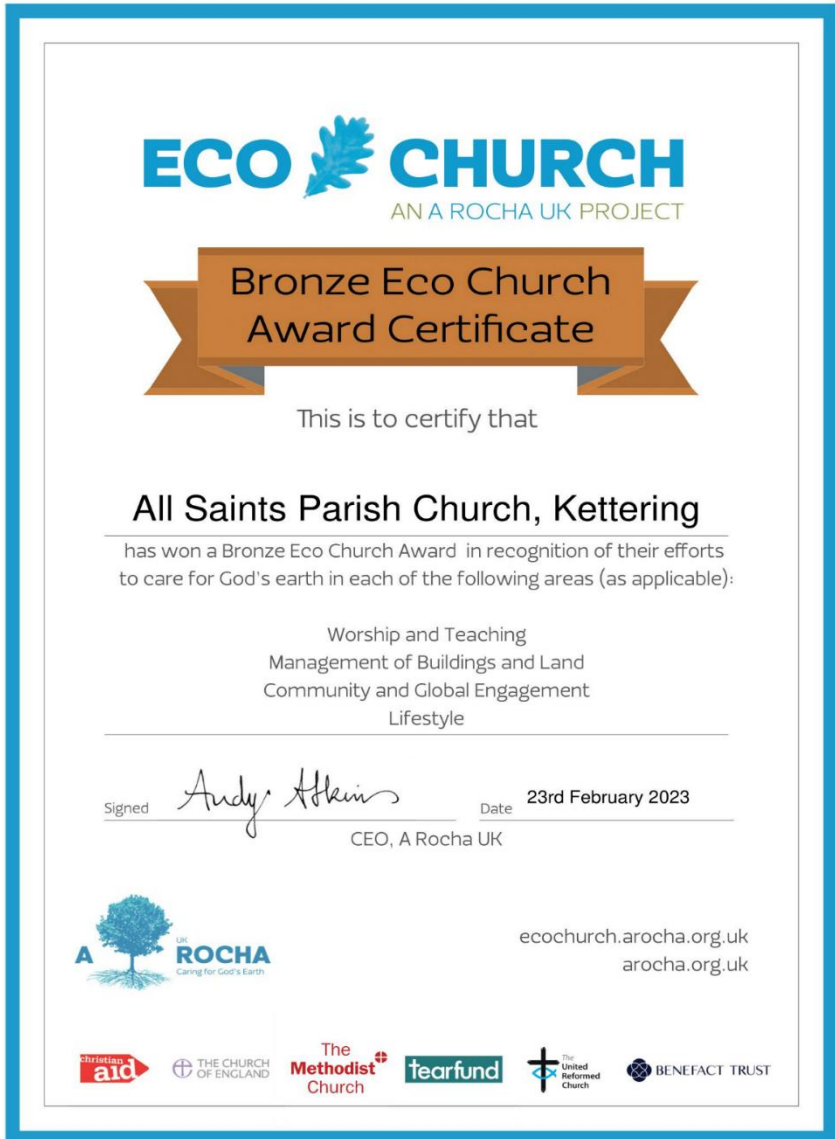 ECO CHURCH
AN A ROCHA UK PROJECT
Bronze Eco Church
Award Certificate
This is to certify that
All Saints Parish Church, Kettering
has won a Bronze Eco Church Award in recognition of their efforts
to care for God's earth in each of the following areas (as applicable):
Worship and Teaching
Management of Buildings and Land
Community and Global Engagement
Lifestyle
Signed Andy Atkins Date 23rd February 2023
CEO, A Rocha UK
A ROCHA UK
Caring for God's Earth
ecochurch.arocha.org.uk
arocha.org.uk
christian aid
THE CHURCH OF ENGLAND
The Methodist Church
tearfund
The United Reformed Church
BENEFACT TRUST